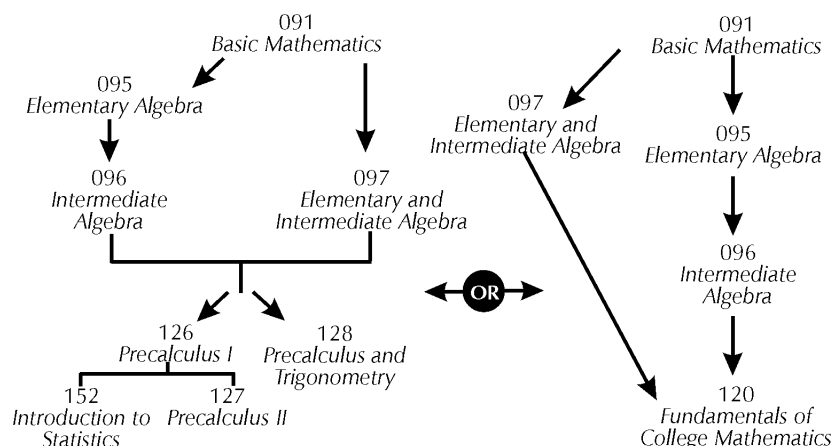 091
Basic Mathematics
095
Elementary Algebra
096
Intermediate
Algebra
097
Elementary and
Intermediate Algebra
126
Precalculus I
128
Precalculus and
Trigonometry
152
Introduction to
Statistics
127
Precalculus II
OR
091
Basic Mathematics
097
Elementary and
Intermediate Algebra
095
Elementary Algebra
096
Intermediate
Algebra
120
Fundamentals of
College Mathematics